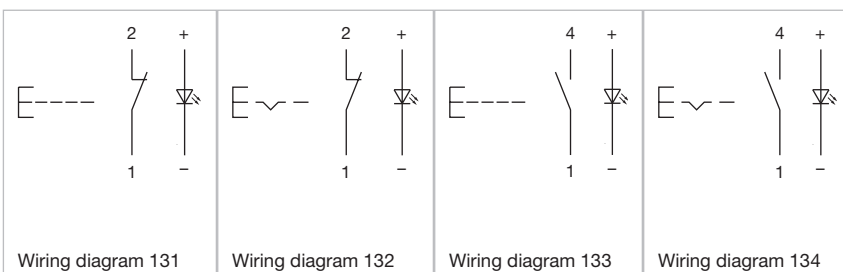 2 +
1 –
Wiring diagram 131
2 +
1 –
Wiring diagram 132
4 +
1 –
Wiring diagram 133
4 +
1 –
Wiring diagram 134